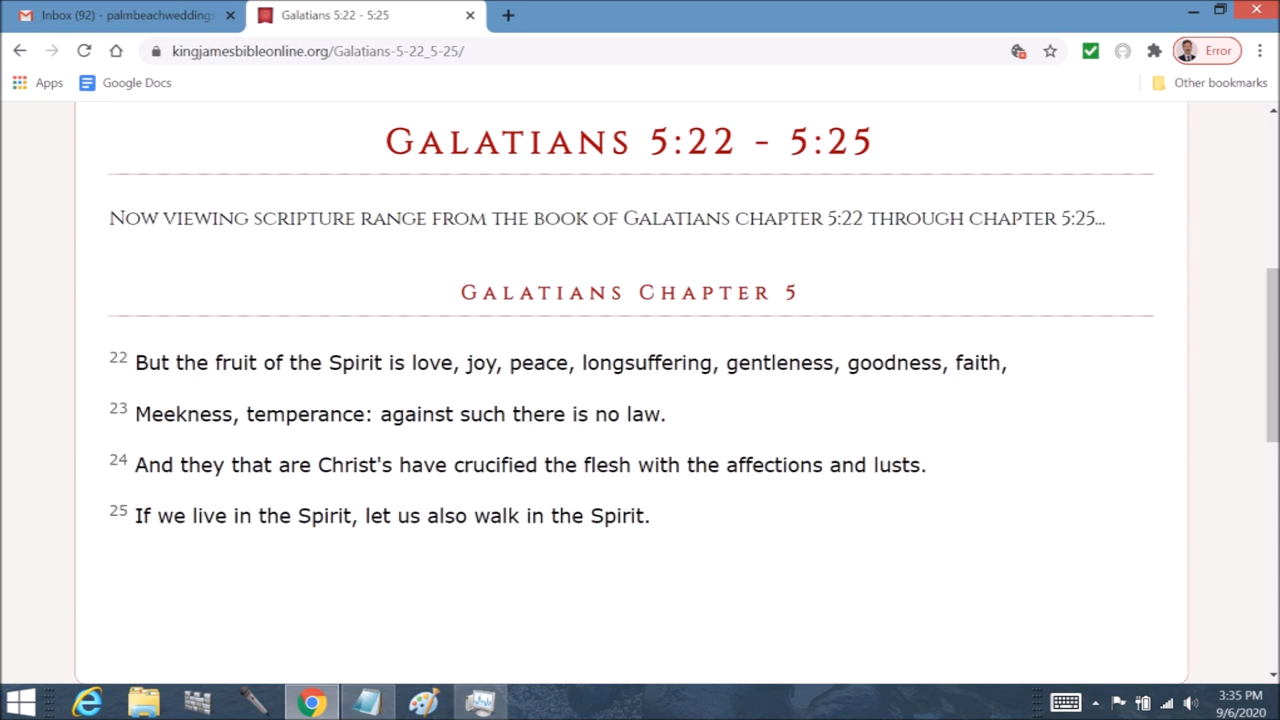 Inbox (92) - palmbeachwedding
Galatians 5:22 - 5:25
kingjamesbibleonline.org/Galatians-5-22_5-25/
Error
Apps
Google Docs
Other bookmarks
Galatians 5:22 - 5:25
Now viewing scripture range from the book of Galatians chapter 5:22 through chapter 5:25...
Galatians Chapter 5
22 But the fruit of the Spirit is love, joy, peace, longsuffering, gentleness, goodness, faith,
23 Meekness, temperance: against such there is no law.
24 And they that are Christ's have crucified the flesh with the affections and lusts.
25 If we live in the Spirit, let us also walk in the Spirit.
3:35 PM
9/6/2020